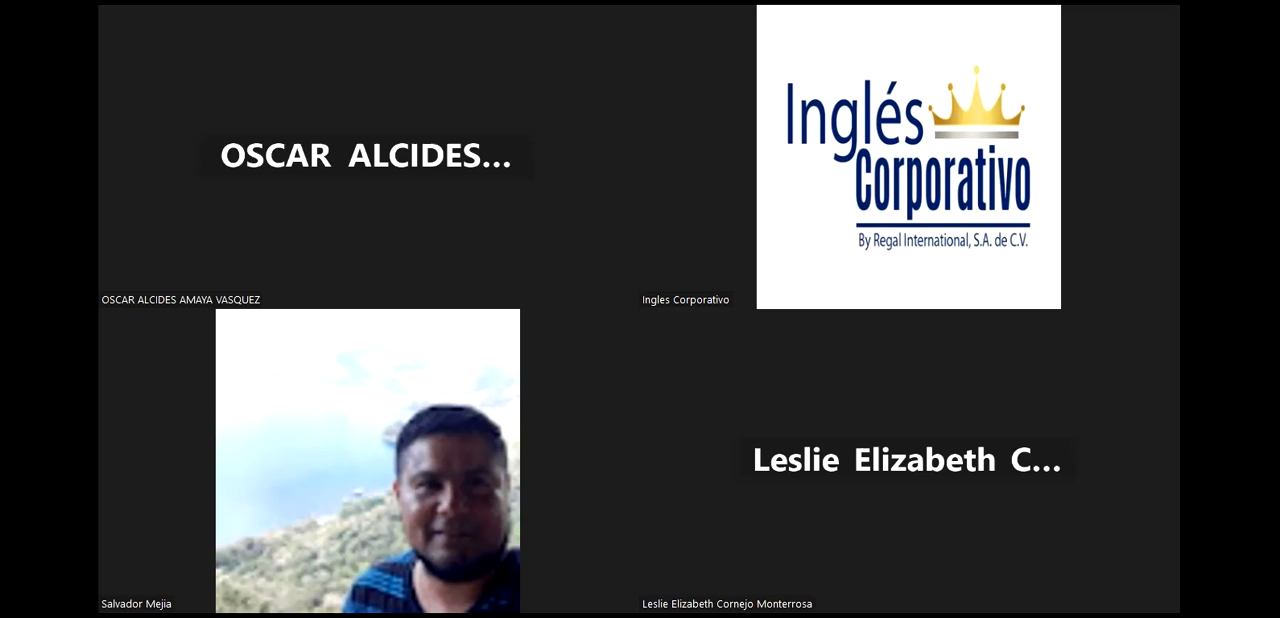 OSCAR ALCIDES...
OSCAR ALCIDES AMAYA VASQUEZ
Inglés
Corporativo
By Regal International, S.A. de C.V.
Ingles Corporativo
Salvador Mejia
Leslie Elizabeth C...
Leslie Elizabeth Cornejo Monterrosa